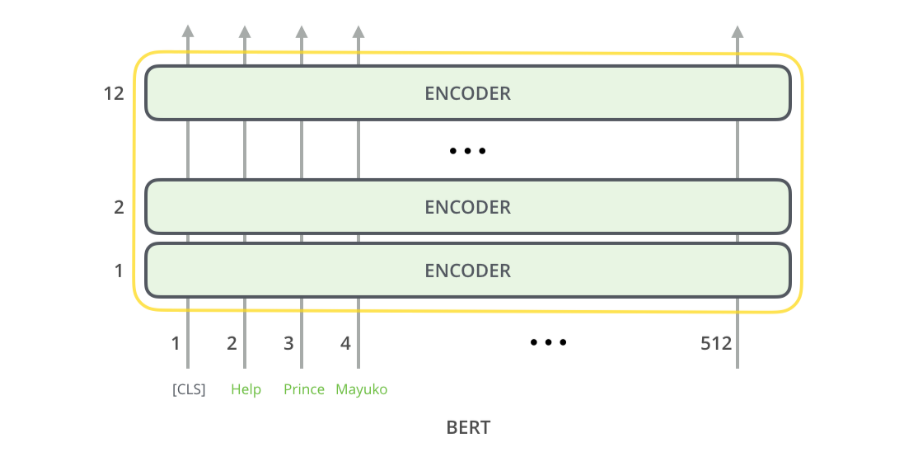 12 ENCODER
...
2 ENCODER
1 ENCODER
1 2 3 4 ... 512
[CLS] Help Prince Mayuko
BERT